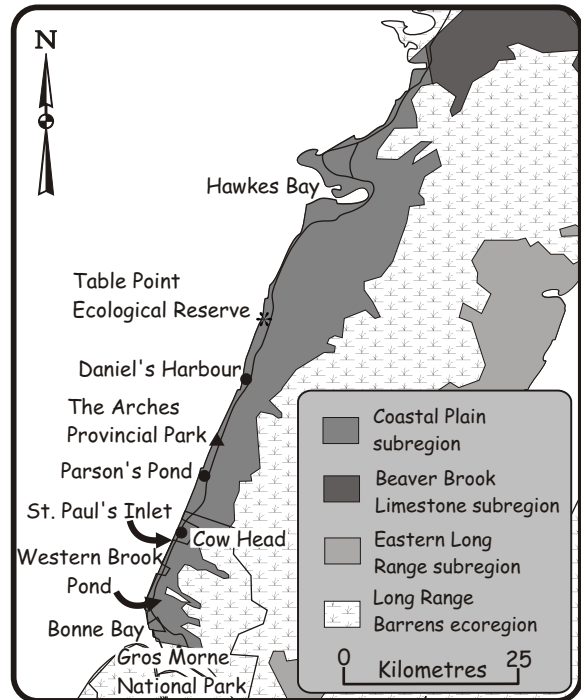 N
Hawkes Bay
Table Point
Ecological Reserve
Daniel's Harbour
The Arches
Provincial Park
Parson's Pond
St. Paul's Inlet
Cow Head
Western Brook
Pond
Bonne Bay
Gros Morne
National Park
Coastal Plain
subregion
Beaver Brook
Limestone subregion
Eastern Long
Range subregion
Long Range
Barrens ecoregion
0 Kilometres 25